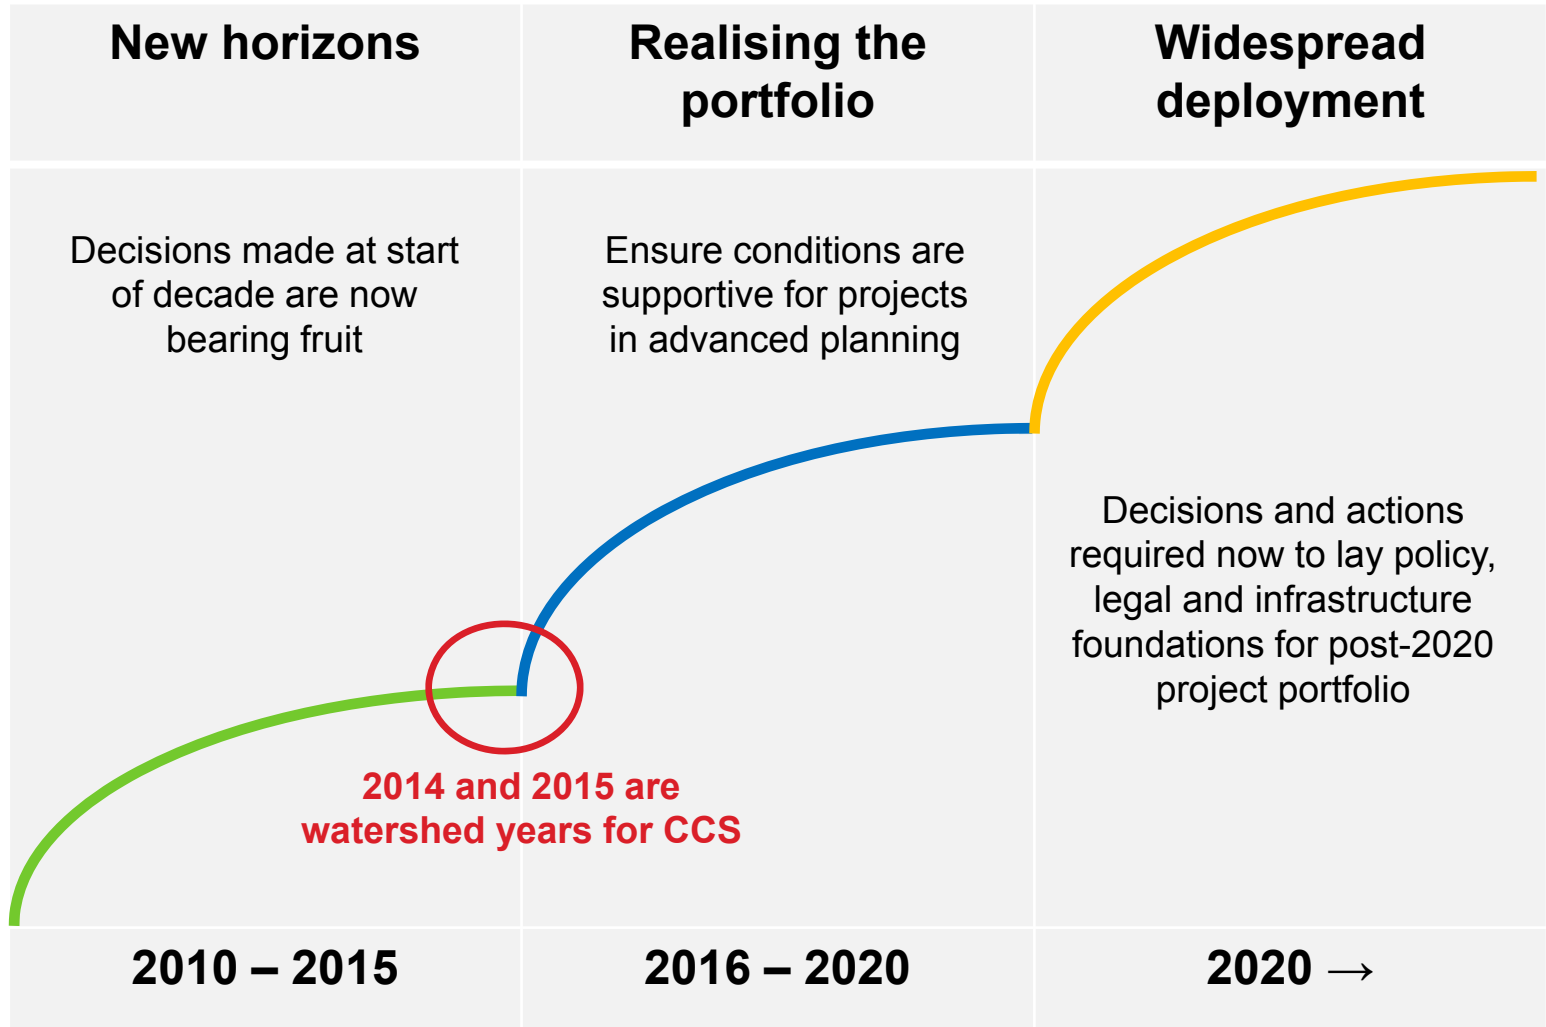 New horizons
Realising the
portfolio
Widespread
deployment
Decisions made at start
of decade are now
bearing fruit
Ensure conditions are
supportive for projects
in advanced planning
Decisions and actions
required now to lay policy,
legal and infrastructure
foundations for post-2020
project portfolio
2014 and 2015 are
watershed years for CCS
2010 – 2015
2016 – 2020
2020 →